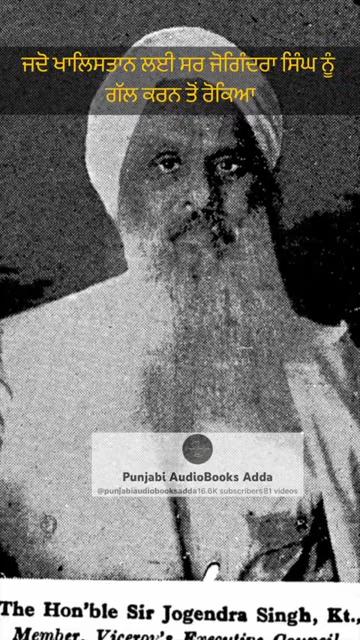 ਜਦੋ ਖਾਲਿਸਤਾਨ ਲਈ ਸਰ ਜੋਗਿੰਦਰਾ ਸਿੰਘ ਨੂੰ
ਗੱਲ ਕਰਨ ਤੋਂ ਰੋਕਿਆ
Punjabi AudioBooks Adda
@punjabiaudiobooksadda16.6K subscribers81 videos
The Hon'ble Sir Jogendra Singh, Kt.,
Member, Viceroy's Executive Council